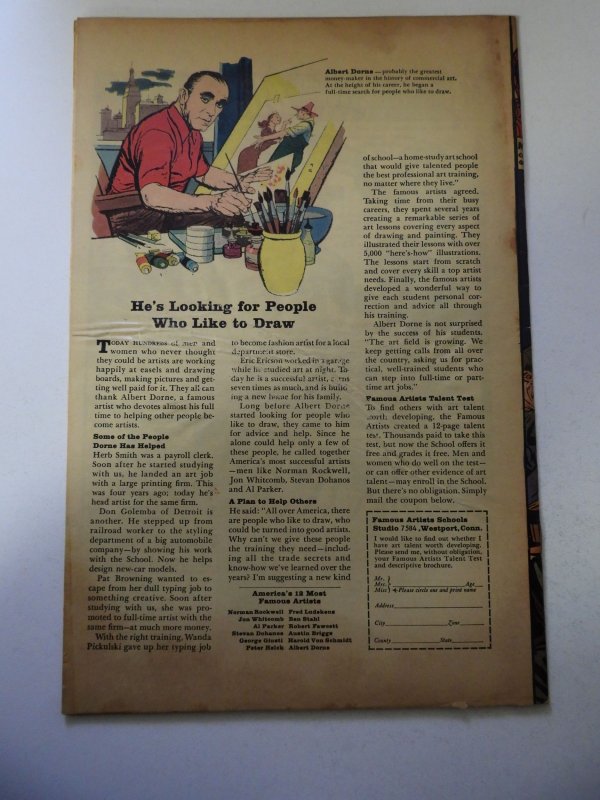 Albert Dorne — probably the greatest
money-maker in the history of commercial art.
At the height of his career, he began a
full-time search for people who like to draw.
He's Looking for People
Who Like to Draw
TODAY HUNDREDS of men and
women who never thought
they could be artists are working
happily at easels and drawing
boards, making pictures and get-
ting well paid for it. They all can
thank Albert Dorne, a famous
artist who devotes almost his full
time to helping other people be-
come artists.
Some of the People
Dorne Has Helped
Herb Smith was a payroll clerk.
Soon after he started studying
with us, he landed an art job
with a large printing firm. This
was four years ago; today he's
head artist for the same firm.
Don Golemba of Detroit is
another. He stepped up from
railroad worker to the styling
department of a big automobile
company—by showing his work
with the School. Now he helps
design new-car models.
Pat Browning wanted to es-
cape from her dull typing job to
something creative. Soon after
studying with us, she was pro-
moted to full-time artist with the
same firm—at much more money.
With the right training, Wanda
Pickulski gave up her typing job
to become fashion artist for a local
department store.
Eric Ericson worked in a garage
while he studied art at night. To-
day he is a successful artist, earns
seven times as much, and is build-
ing a new home for his family.
Long before Albert Dorne
started looking for people who
like to draw, they came to him
for advice and help. Since he
alone could help only a few of
these people, he called together
America's most successful artists
—men like Norman Rockwell,
Jon Whitcomb, Stevan Dohanos
and Al Parker.
A Plan to Help Others
He said: "All over America, there
are people who like to draw, who
could be turned into good artists.
Why can't we give these people
the training they need—includ-
ing all the trade secrets and
know-how we've learned over the
years? I'm suggesting a new kind
America's 12 Most
Famous Artists
Norman Rockwell Fred Ludekens
Jon Whitcomb Ben Stahl
Al Parker Robert Fawcett
Stevan Dohanos Austin Briggs
George Giusti Harold Von Schmidt
Peter Helck Albert Dorne
of school—a home-study art school
that would give talented people
the best professional art training,
no matter where they live."
The famous artists agreed.
Taking time from their busy
careers, they spent several years
creating a remarkable series of
art lessons covering every aspect
of drawing and painting. They
illustrated their lessons with over
5,000 "here's-how" illustrations.
The lessons start from scratch
and cover every skill a top artist
needs. Finally, the famous artists
developed a wonderful way to
give each student personal cor-
rection and advice all through
his training.
Albert Dorne is not surprised
by the success of his students.
"The art field is growing. We
keep getting calls from all over
the country, asking us for prac-
tical, well-trained students who
can step into full-time or part-
time art jobs."
Famous Artists Talent Test
To find others with art talent
worth developing, the Famous
Artists created a 12-page talent
test. Thousands paid to take this
test, but now the School offers it
free and grades it free. Men and
women who do well on the test—
or can offer other evidence of art
talent—may enroll in the School.
But there's no obligation. Simply
mail the coupon below.
Famous Artists Schools
Studio 7584, Westport, Conn.
I would like to find out whether I
have art talent worth developing.
Please send me, without obligation,
your Famous Artists Talent Test
and descriptive brochure.
Mr.
Mrs. Age
Miss Please circle one and print name
Address
City Zone
County State